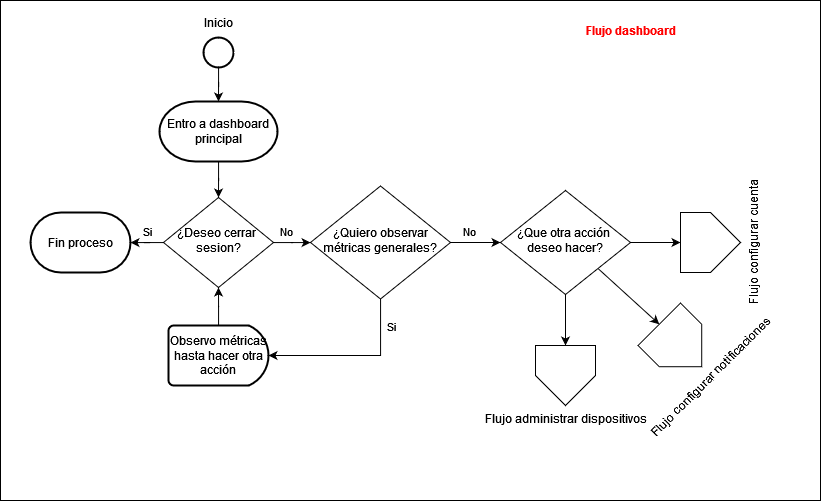 Inicio
Flujo dashboard
Entro a dashboard
principal
Fin proceso
Si
¿Deseo cerrar
sesion?
No
¿Quiero observar
métricas generales?
No
¿Que otra acción
deseo hacer?
Flujo configurar cuenta
Si
Observo métricas
hasta hacer otra
acción
Flujo administrar dispositivos
Flujo configurar notificaciones